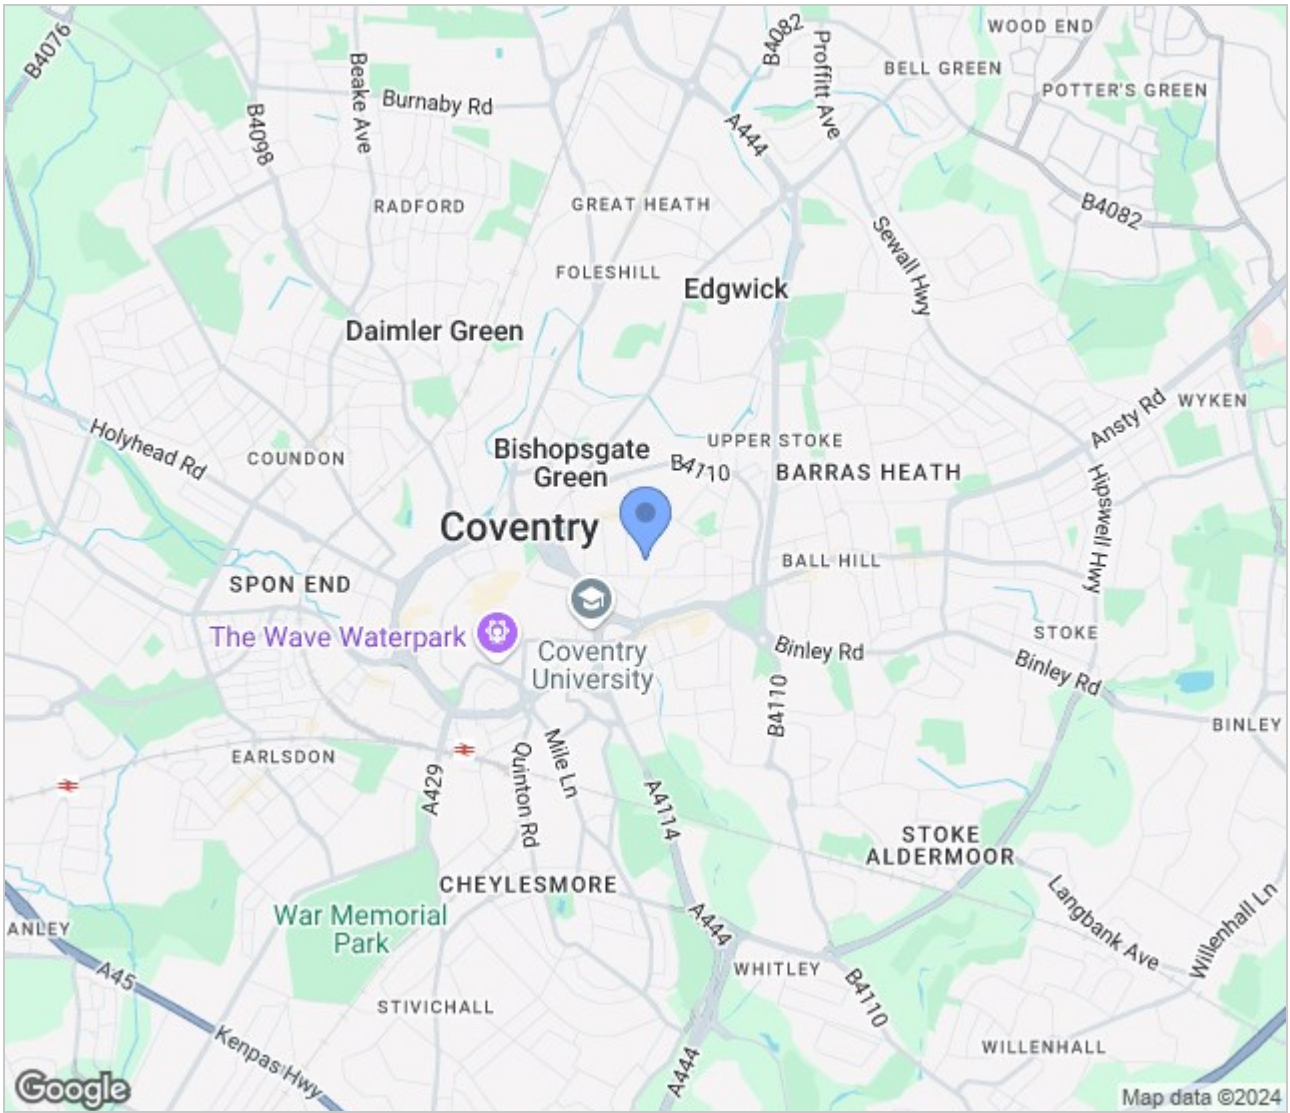 B4076
Beake Ave
Burnaby Rd
B4098
B4082
Proffitt Ave
WOOD END
BELL GREEN
POTTER'S GREEN
A444
RADFORD
GREAT HEATH
B4082
Sewall Hwy
FOLESHILL
Edgwick
Daimler Green
Ansty Rd
WYKEN
Holyhead Rd
COUNDON
Bishopsgate
Green
UPPER STOKE
B4110
BARRAS HEATH
Hipswell Hwy
Coventry
BALL HILL
SPON END
The Wave Waterpark
Coventry
University
STOKE
Binley Rd
Binley Rd
B4110
BINLEY
EARLSDON
A429
Quinton Rd
Mile Ln
A4114
STOKE
ALDERMOOR
CHEYLESMORE
Langbank Ave
Willenhall Ln
War Memorial
Park
ANLEY
A444
WHITLEY
B4110
A45
STIVICHALL
WILLENHALL
Kenpas Hwy
A444
Google
Map data ©2024